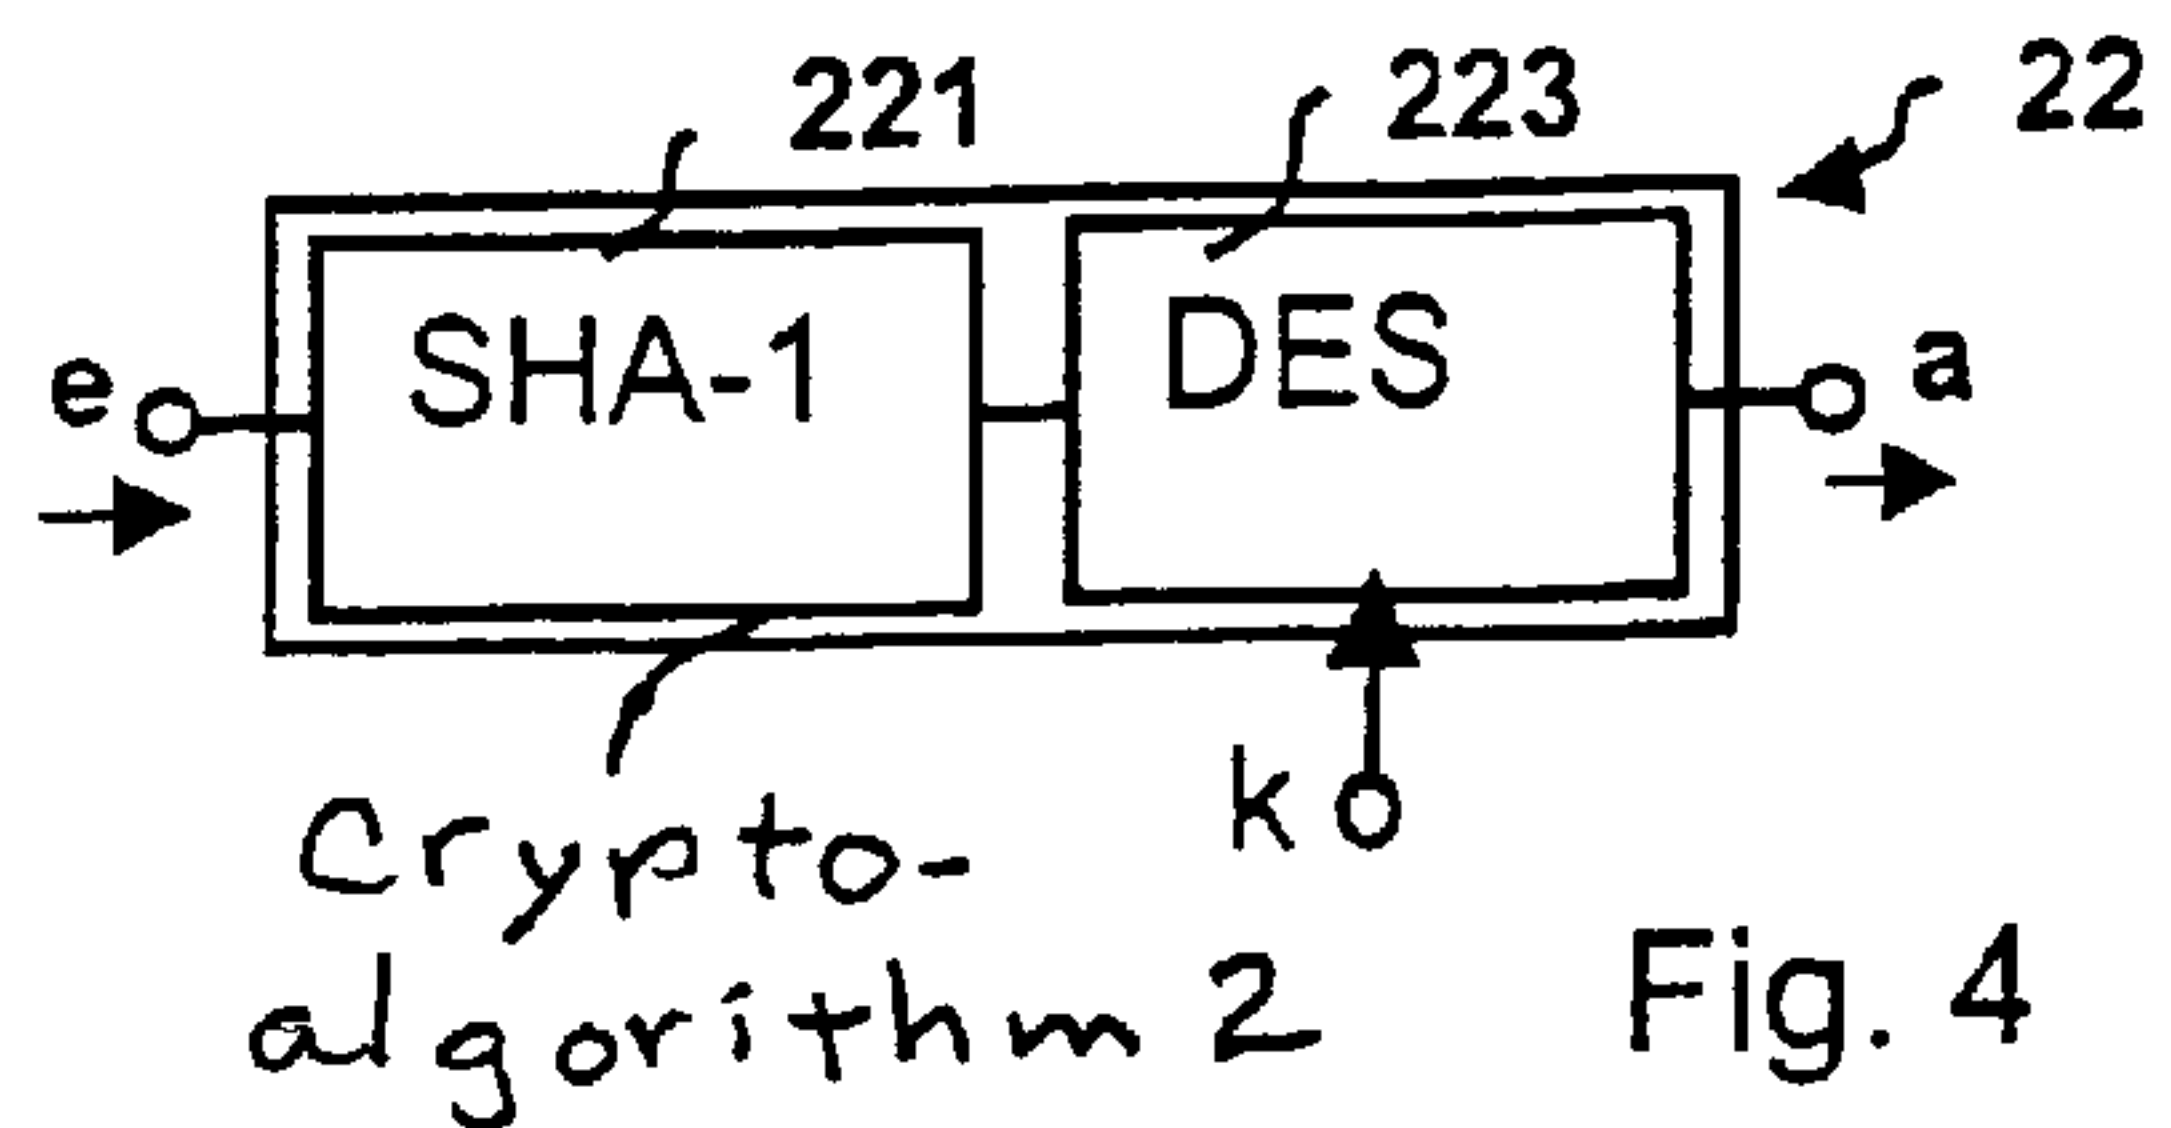 221 223 22
SHA-1 DES
e a
k
Crypto-
algorithm 2
Fig. 4